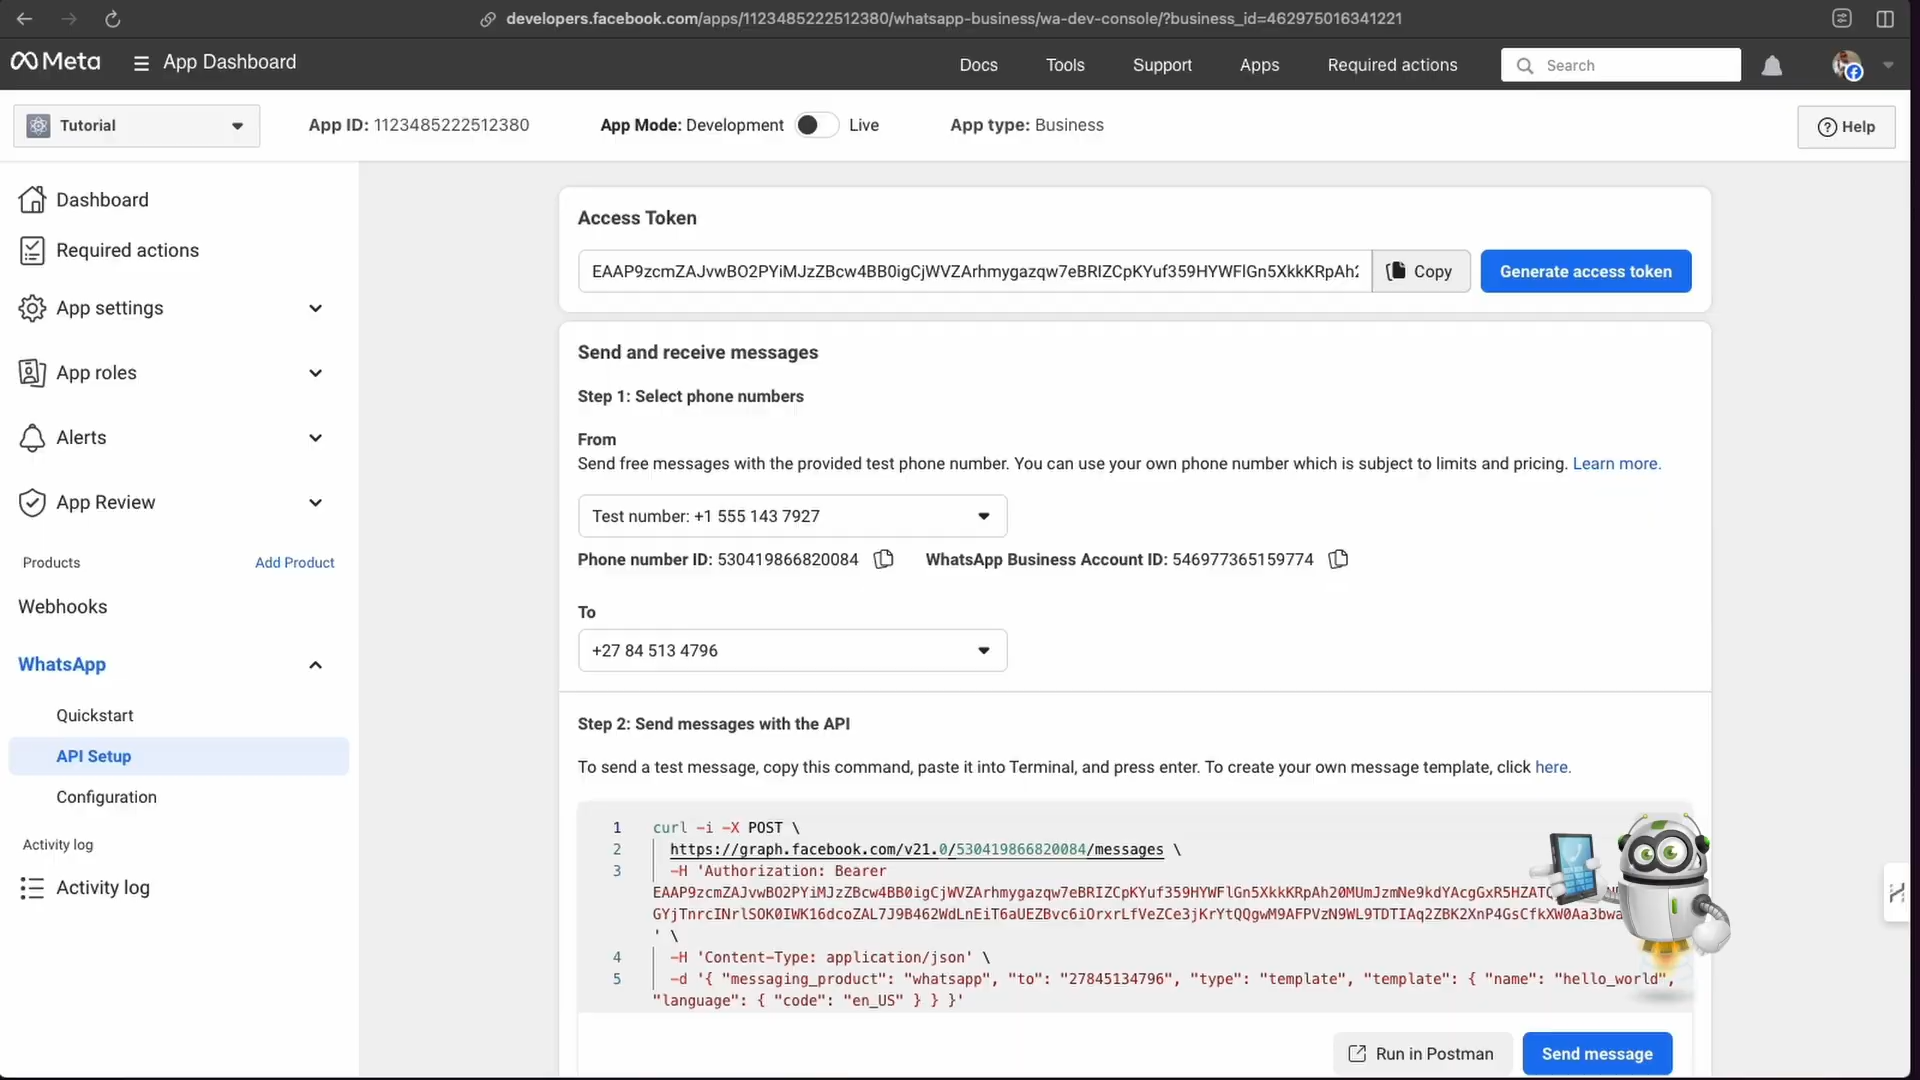 developers.facebook.com/apps/1123485222512380/whatsapp-business/wa-dev-console/?business_id=462975016341221
Meta App Dashboard Docs Tools Support Apps Required actions Search
Tutorial App ID: 1123485222512380 App Mode: Development Live App type: Business Help
Dashboard
Required actions
App settings
App roles
Alerts
App Review
Products Add Product
Webhooks
WhatsApp
Quickstart
API Setup
Configuration
Activity log
Activity log
Access Token
EAAP9zcmZAJvwBO2PYiMJzZBcw4BB0igCjWVZArhmygazqw7eBRIZCpKYuf359HYWFlGn5XkkKRpAh2 Copy Generate access token
Send and receive messages
Step 1: Select phone numbers
From
Send free messages with the provided test phone number. You can use your own phone number which is subject to limits and pricing. Learn more.
Test number: +1 555 143 7927
Phone number ID: 530419866820084 WhatsApp Business Account ID: 546977365159774
To
+27 84 513 4796
Step 2: Send messages with the API
To send a test message, copy this command, paste it into Terminal, and press enter. To create your own message template, click here.
1 curl -i -X POST \
2 https://graph.facebook.com/v21.0/530419866820084/messages \
3 -H 'Authorization: Bearer
EAAP9zcmZAJvwBO2PYiMJzZBcw4BB0igCjWVZArhmygazqw7eBRIZCpKYuf359HYWFlGn5XkkKRpAh20MUmJzmNe9kdYAcgGxR5HZATC
GYjTnrcINrlSOK0IWK16dcoZAL7J9B462WdLnEiT6aUEZBvc6iOrxrLfVeZCe3jKrYtQQgwM9AFPVzN9WL9TDTIAq2ZBK2XnP4GsCfkXW0Aa3bwa
' \
4 -H 'Content-Type: application/json' \
5 -d '{ "messaging_product": "whatsapp", "to": "27845134796", "type": "template", "template": { "name": "hello_world",
"language": { "code": "en_US" } } }'
Run in Postman Send message